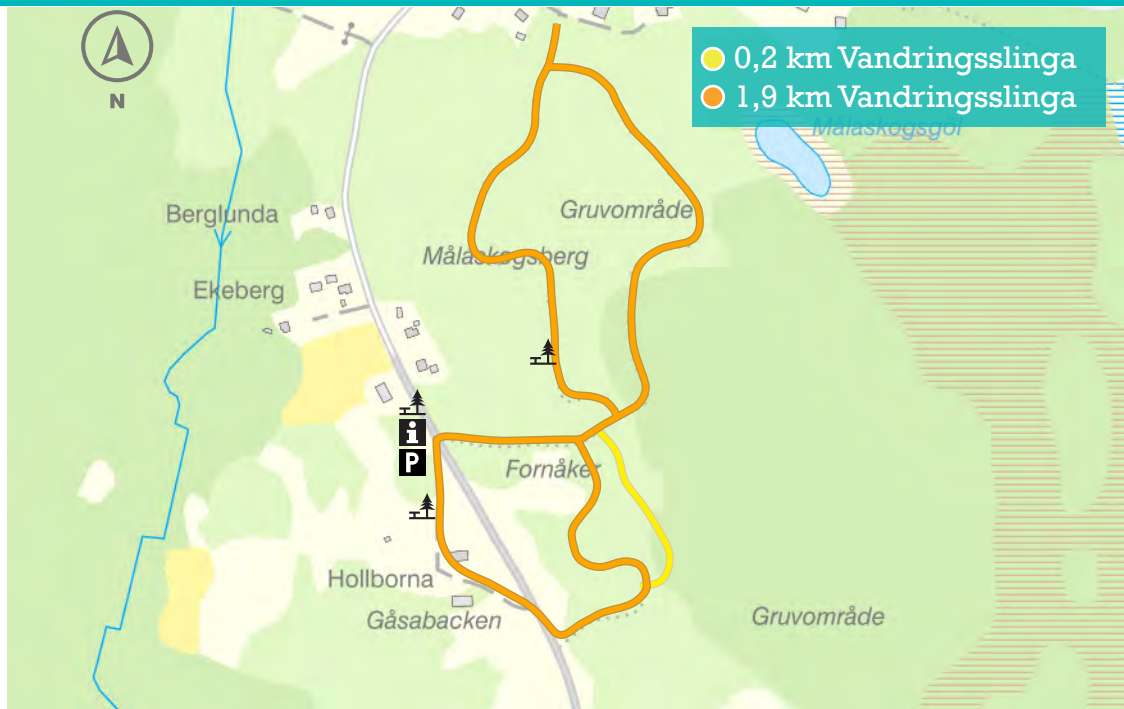 N
0,2 km Vandringsslinga
1,9 km Vandringsslinga
Målaskogsgöl
Berglunda
Gruvområde
Målaskogsberg
Ekeberg
i
P
Fornåker
Hollborna
Gåsabacken
Gruvområde